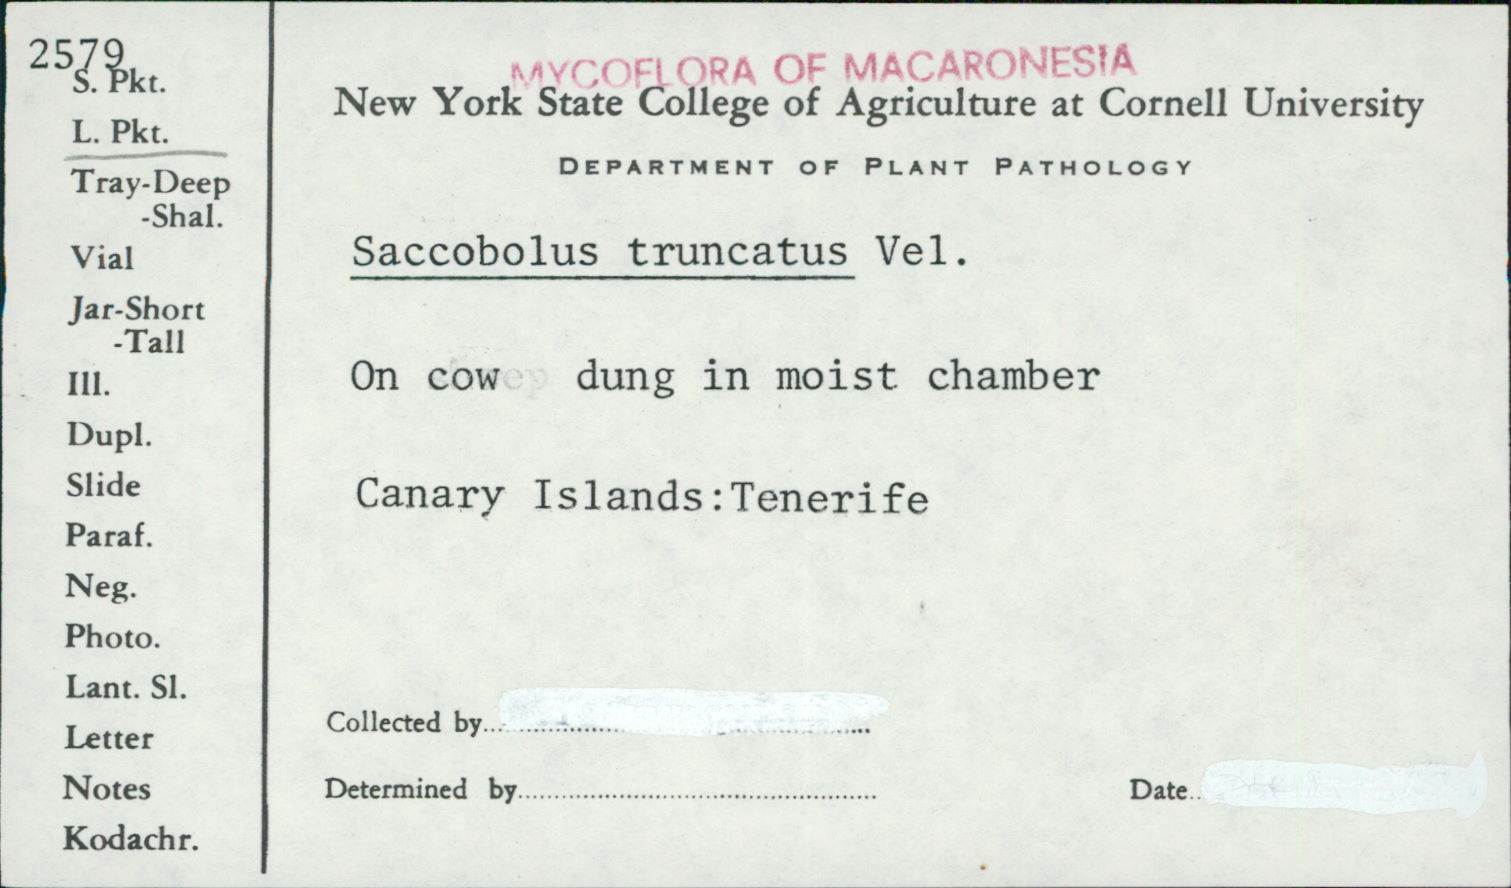 2579
S. Pkt.
L. Pkt.
Tray-Deep
-Shal.
Vial
Jar-Short
-Tall
Ill.
Dupl.
Slide
Paraf.
Neg.
Photo.
Lant. Sl.
Letter
Notes
Kodachr.
MYCOFLORA OF MACARONESIA
New York State College of Agriculture at Cornell University
DEPARTMENT OF PLANT PATHOLOGY
Saccobolus truncatus Vel.
On cow dung in moist chamber
Canary Islands:Tenerife
Collected by
Determined by
Date